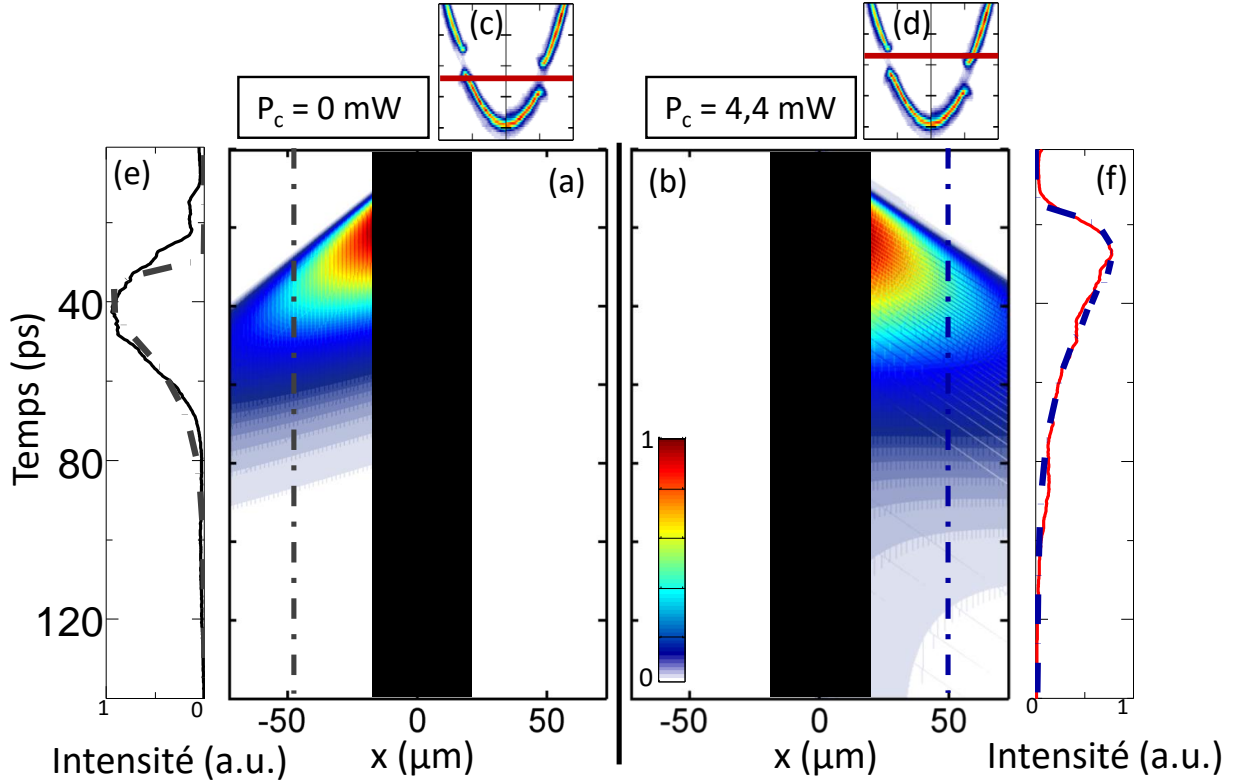 (c)
(d)
P_c = 0 mW
P_c = 4,4 mW
(e)
(a)
(b)
(f)
Temps (ps)
40
80
120
1
0
1
0
-50
0
50
-50
0
50
0
1
Intensité (a.u.)
x (µm)
x (µm)
Intensité (a.u.)